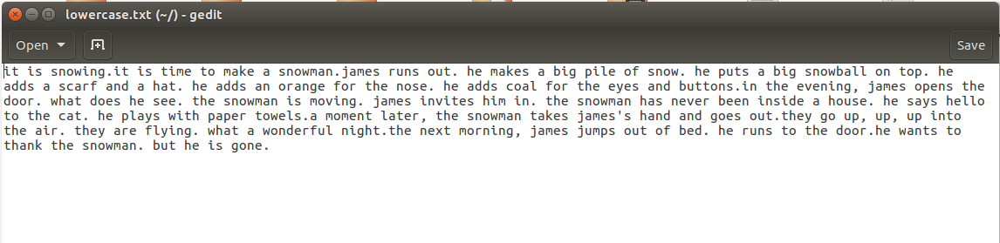 lowercase.txt (~/) - gedit
Open
Save
it is snowing.it is time to make a snowman.james runs out. he makes a big pile of snow. he puts a big snowball on top. he
adds a scarf and a hat. he adds an orange for the nose. he adds coal for the eyes and buttons.in the evening, james opens the
door. what does he see. the snowman is moving. james invites him in. the snowman has never been inside a house. he says hello
to the cat. he plays with paper towels.a moment later, the snowman takes james's hand and goes out.they go up, up, up into
the air. they are flying. what a wonderful night.the next morning, james jumps out of bed. he runs to the door.he wants to
thank the snowman. but he is gone.